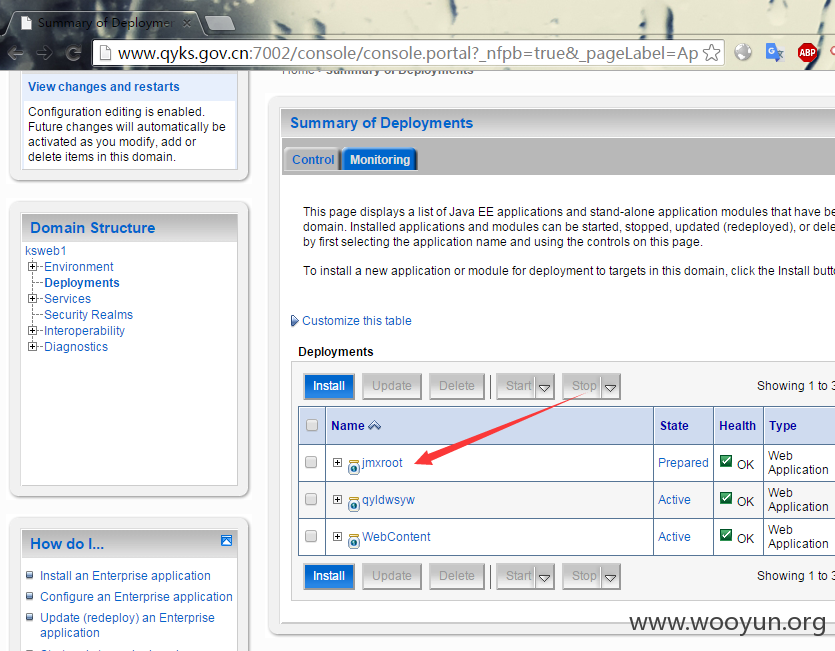 Summary of Deployme
www.qyks.gov.cn:7002/console/console.portal?_nfpb=true&_pageLabel=Ap
ABP
View changes and restarts
Configuration editing is enabled.
Future changes will automatically be
activated as you modify, add or
delete items in this domain.
Domain Structure
ksweb1
Environment
Deployments
Services
Security Realms
Interoperability
Diagnostics
How do I...
Install an Enterprise application
Configure an Enterprise application
Update (redeploy) an Enterprise
application
Home Summary of Deployments
Summary of Deployments
Control Monitoring
This page displays a list of Java EE applications and stand-alone application modules that have be
domain. Installed applications and modules can be started, stopped, updated (redeployed), or dele
by first selecting the application name and using the controls on this page.
To install a new application or module for deployment to targets in this domain, click the Install butto
Customize this table
Deployments
Install Update Delete Start Stop Showing 1 to 3
Name State Health Type
jmxroot Prepared OK Web
Application
qyldwsyw Active OK Web
Application
WebContent Active OK Web
Application
Install Update Delete Start Stop Showing 1 to 3
www.wooyun.org